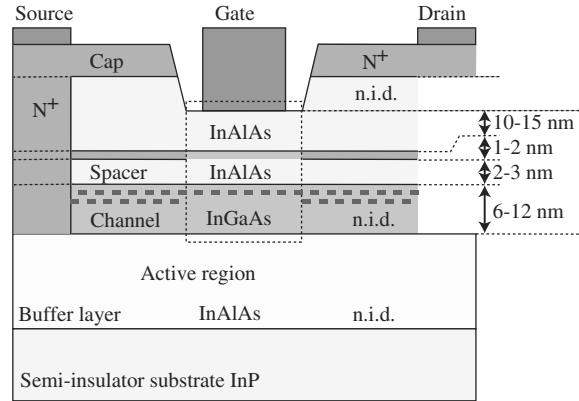 Source Gate Drain
Cap N+
N+ n.i.d.
InAlAs 10-15 nm
1-2 nm
Spacer InAlAs 2-3 nm
Channel InGaAs n.i.d. 6-12 nm
Active region
Buffer layer InAlAs n.i.d.
Semi-insulator substrate InP